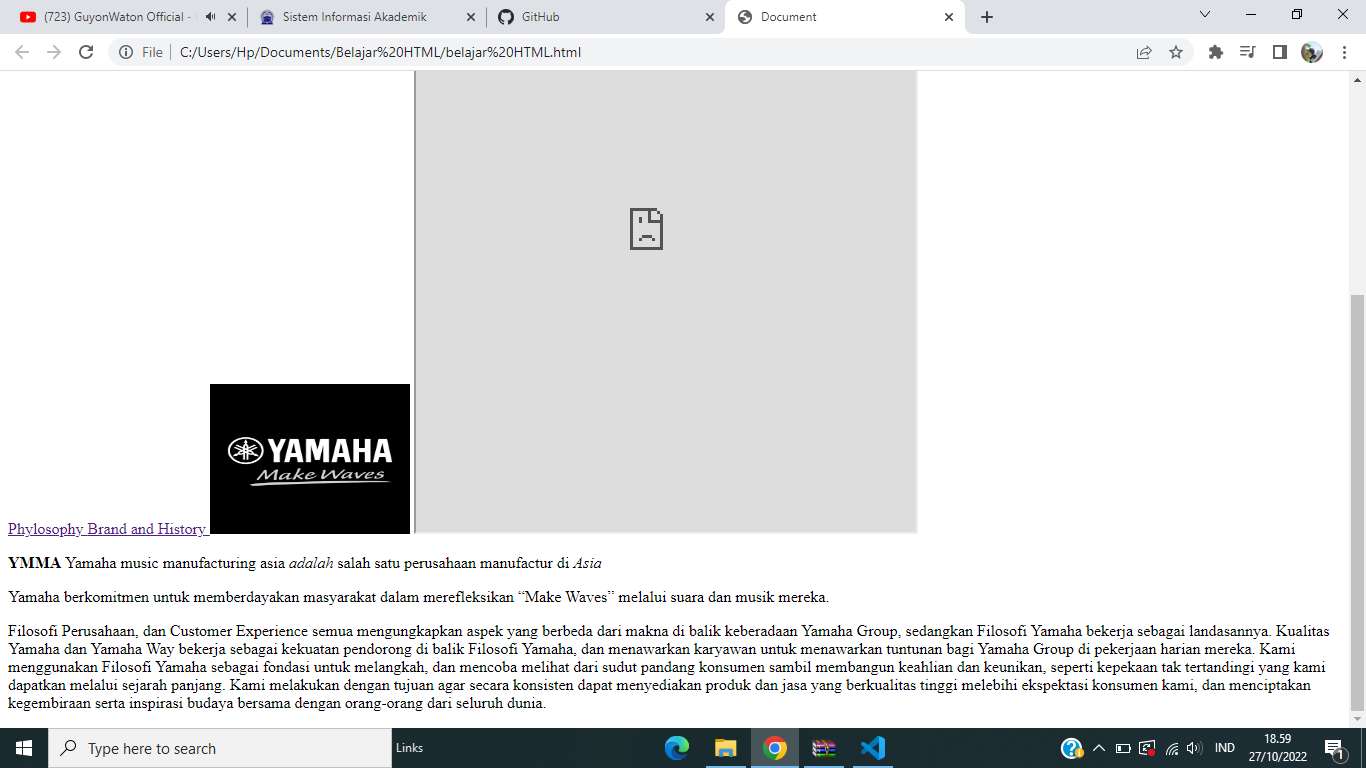 (723) GuyonWaton Official -
Sistem Informasi Akademik
GitHub
Document
File
C:/Users/Hp/Documents/Belajar%20HTML/belajar%20HTML.html
YAMAHA
Make Waves
Phylosophy Brand and History
YMMA Yamaha music manufacturing asia adalah salah satu perusahaan manufactur di Asia
Yamaha berkomitmen untuk memberdayakan masyarakat dalam merefleksikan “Make Waves” melalui suara dan musik mereka.
Filosofi Perusahaan, dan Customer Experience semua mengungkapkan aspek yang berbeda dari makna di balik keberadaan Yamaha Group, sedangkan Filosofi Yamaha bekerja sebagai landasannya. Kualitas
Yamaha dan Yamaha Way bekerja sebagai kekuatan pendorong di balik Filosofi Yamaha, dan menawarkan karyawan untuk menawarkan tuntunan bagi Yamaha Group di pekerjaan harian mereka. Kami
menggunakan Filosofi Yamaha sebagai fondasi untuk melangkah, dan mencoba melihat dari sudut pandang konsumen sambil membangun keahlian dan keunikan, seperti kepekaan tak tertandingi yang kami
dapatkan melalui sejarah panjang. Kami melakukan dengan tujuan agar secara konsisten dapat menyediakan produk dan jasa yang berkualitas tinggi melebihi ekspektasi konsumen kami, dan menciptakan
kegembiraan serta inspirasi budaya bersama dengan orang-orang dari seluruh dunia.
Type here to search
Links
IND
18.59
27/10/2022
1